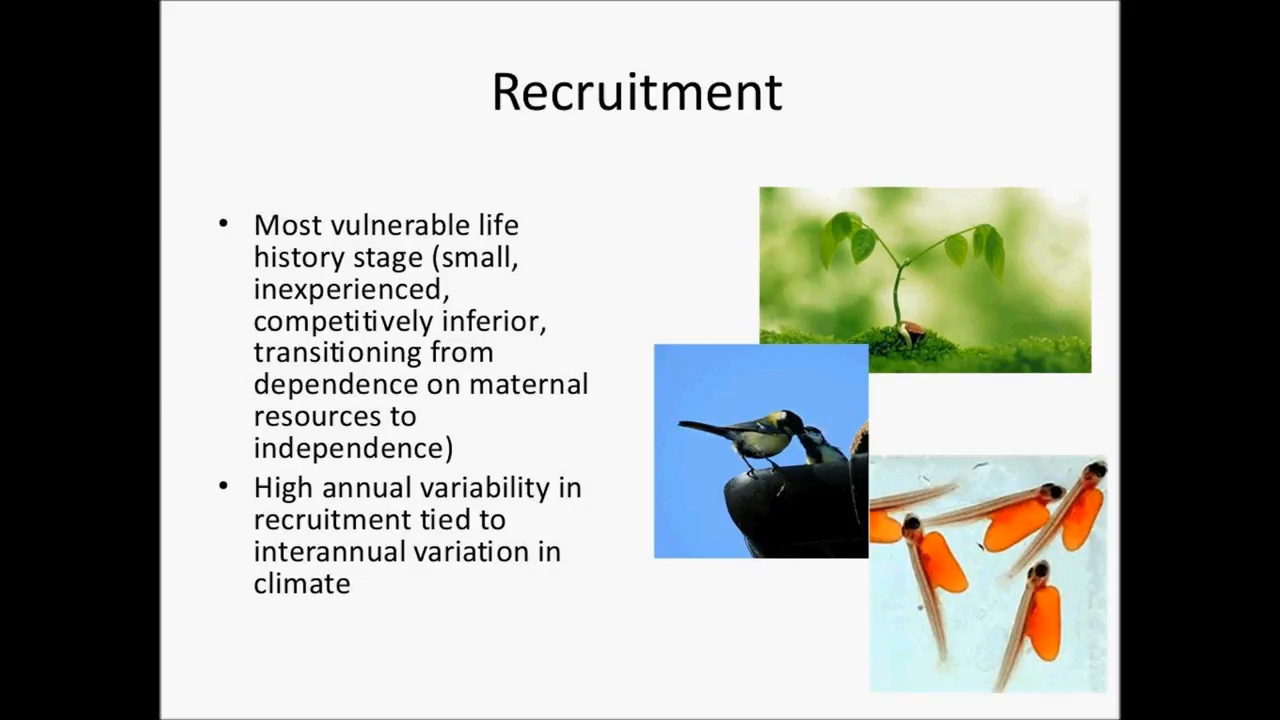 Recruitment
• Most vulnerable life
history stage (small,
inexperienced,
competitively inferior,
transitioning from
dependence on maternal
resources to
independence)
• High annual variability in
recruitment tied to
interannual variation in
climate